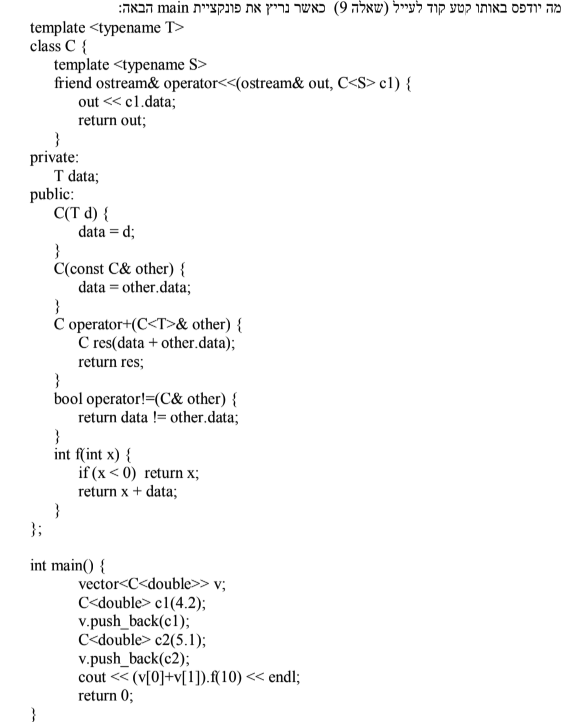 מה יודפס באותו קטע קוד לעייל (שאלה 9) כאשר נריץ את פונקציית main הבאה:
template <typename T>
class C {
template <typename S>
friend ostream& operator<<(ostream& out, C<S> c1) {
out << c1.data;
return out;
}
private:
T data;
public:
C(T d) {
data = d;
}
C(const C& other) {
data = other.data;
}
C operator+(C<T>& other) {
C res(data + other.data);
return res;
}
bool operator!=(C& other) {
return data != other.data;
}
int f(int x) {
if (x < 0) return x;
return x + data;
}
};
int main() {
vector<C<double>> v;
C<double> c1(4.2);
v.push_back(c1);
C<double> c2(5.1);
v.push_back(c2);
cout << (v[0]+v[1]).f(10) << endl;
return 0;
}